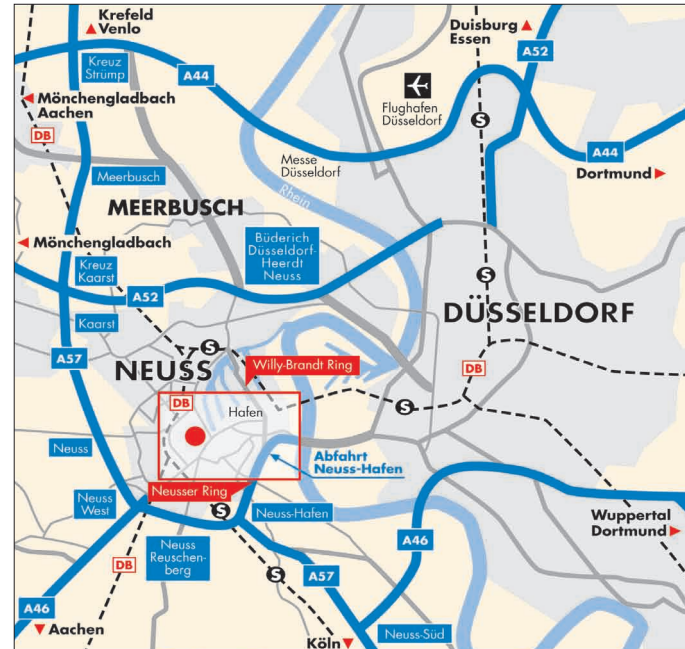 Krefeld
Venlo
Duisburg
Essen
A57
A52
Kreuz
Strümp
A44
Mönchengladbach
Aachen
Flughafen
Düsseldorf
S
DB
A44
Messe
Düsseldorf
Dortmund
Meerbusch
Rhein
MEERBUSCH
Mönchengladbach
Büderich
Düsseldorf-
Heerdt
Neuss
Kreuz
Kaarst
S
A52
DÜSSELDORF
Kaarst
S
A57
NEUSS
Willy-Brandt Ring
DB
DB
Hafen
S
Neuss
Abfahrt
Neuss-Hafen
Neusser Ring
Neuss
West
S
Neuss-Hafen
Wuppertal
Dortmund
A46
Neuss
Reuschen-
berg
DB
S
A57
A46
Aachen
Köln
Neuss-Süd